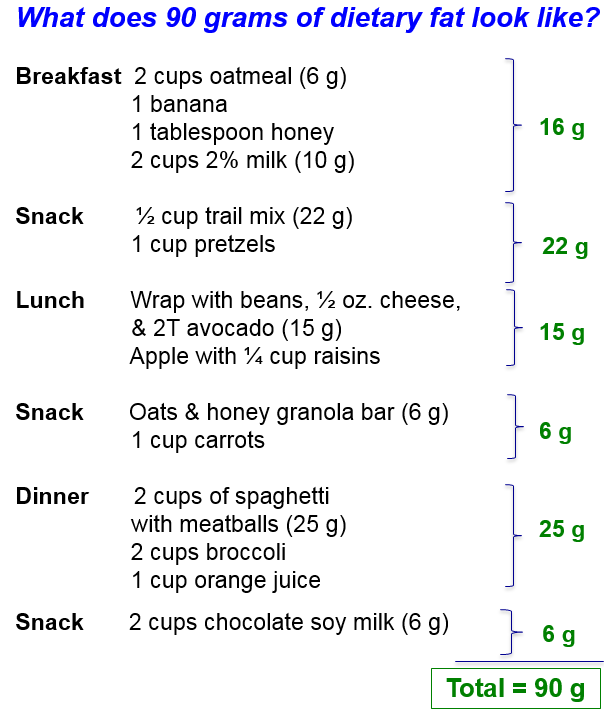 What does 90 grams of dietary fat look like?
Breakfast 2 cups oatmeal (6 g)
1 banana
1 tablespoon honey
2 cups 2% milk (10 g)
16 g
Snack ½ cup trail mix (22 g)
1 cup pretzels
22 g
Lunch Wrap with beans, ½ oz. cheese,
& 2T avocado (15 g)
Apple with ¼ cup raisins
15 g
Snack Oats & honey granola bar (6 g)
1 cup carrots
6 g
Dinner 2 cups of spaghetti
with meatballs (25 g)
2 cups broccoli
1 cup orange juice
25 g
Snack 2 cups chocolate soy milk (6 g)
6 g
Total = 90 g